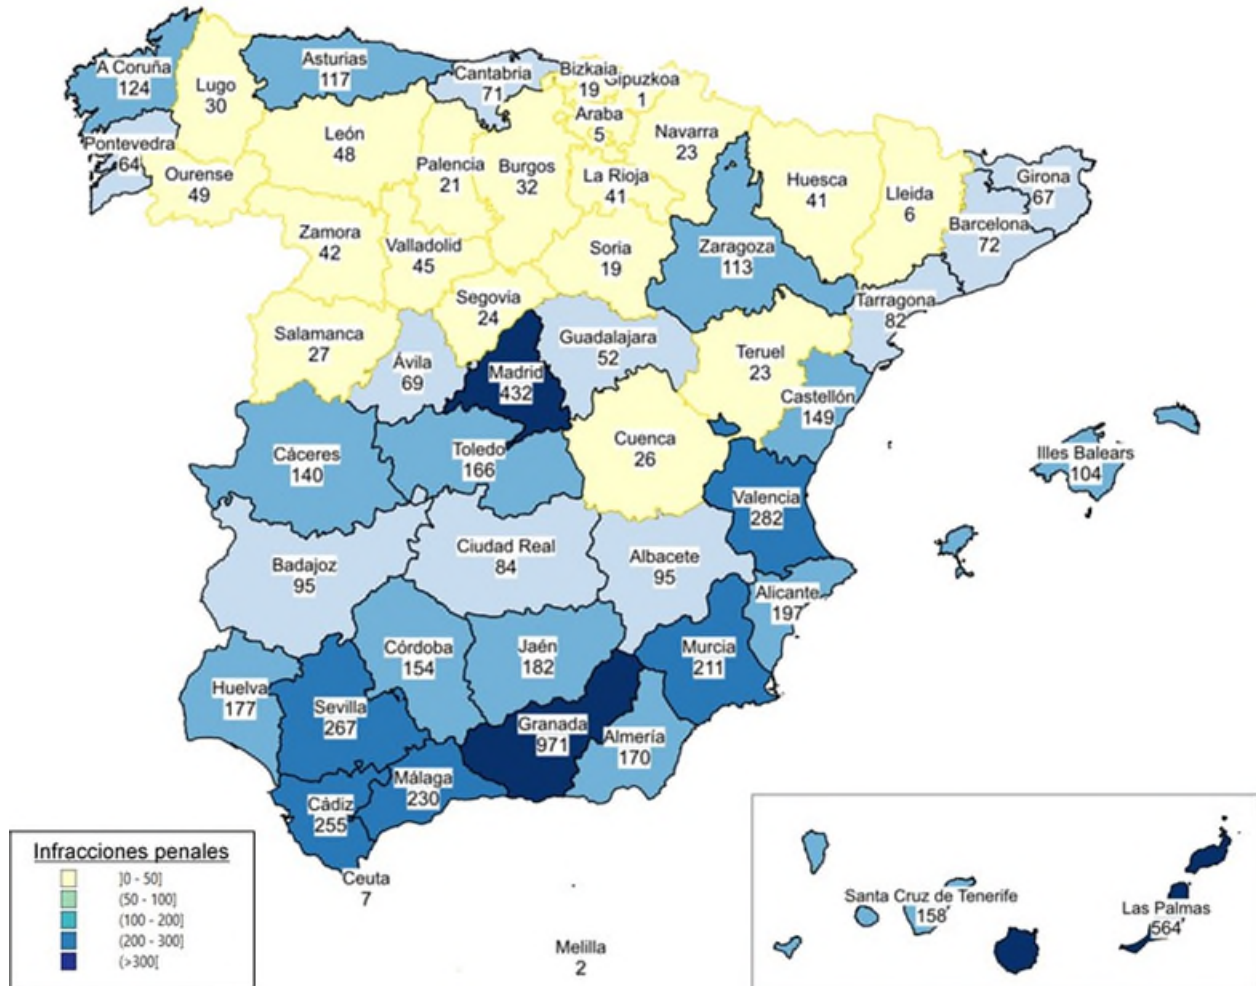 A Coruña
124
Lugo
30
Asturias
117
Cantabria
71
Bizkaia
19
Gipuzkoa
1
Araba
5
Navarra
23
Pontevedra
64
Ourense
49
León
48
Palencia
21
Burgos
32
La Rioja
41
Huesca
41
Lleida
6
Girona
67
Barcelona
72
Zamora
42
Valladolid
45
Soria
19
Zaragoza
113
Tarragona
82
Salamanca
27
Segovia
24
Ávila
69
Madrid
432
Guadalajara
52
Teruel
23
Castellón
149
Cáceres
140
Toledo
166
Cuenca
26
Valencia
282
Illes Balears
104
Badajoz
95
Ciudad Real
84
Albacete
95
Alicante
197
Huelva
177
Sevilla
267
Córdoba
154
Jaén
182
Murcia
211
Granada
971
Almería
170
Cádiz
255
Málaga
230
Ceuta
7
Melilla
2
Santa Cruz de Tenerife
158
Las Palmas
564
Infracciones penales
]0 - 50]
(50 - 100]
(100 - 200]
(200 - 300]
(>300[